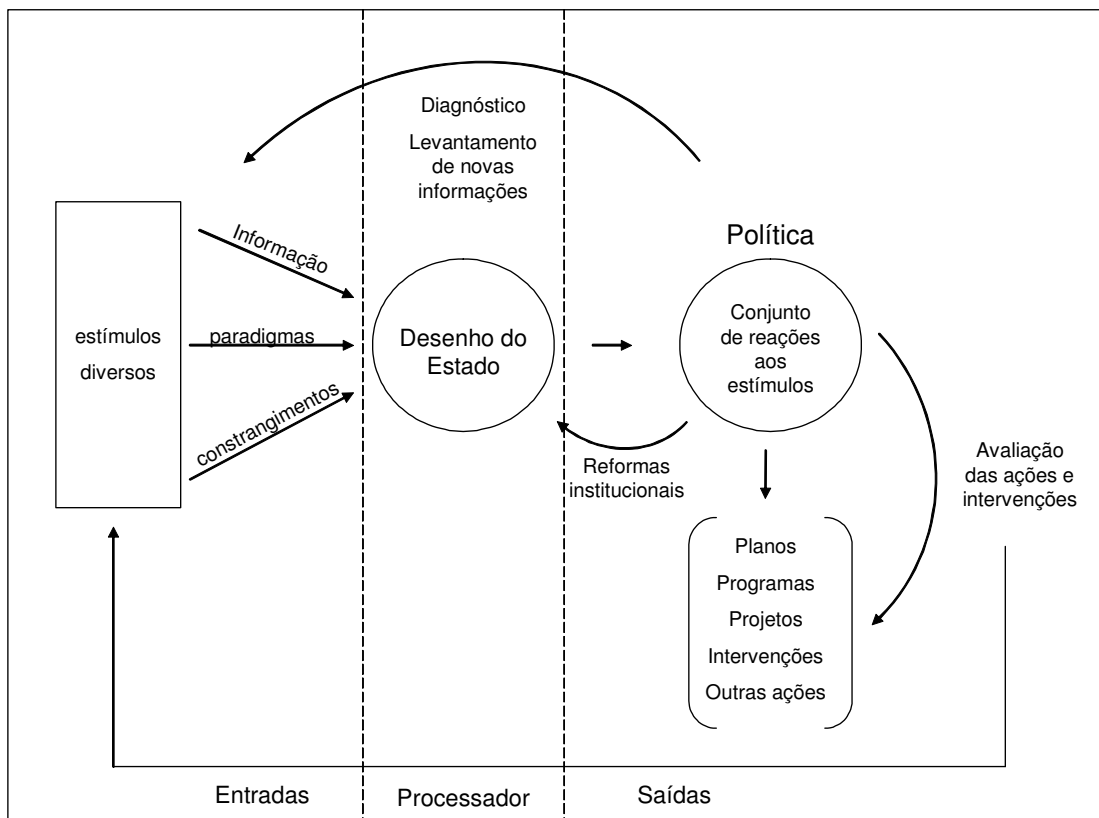 Diagnóstico
Levantamento
de novas
informações
estímulos
diversos
Informação
paradigmas
constrangimentos
Desenho do
Estado
Política
Conjunto
de reações
aos
estímulos
Reformas
institucionais
Avaliação
das ações e
intervenções
Planos
Programas
Projetos
Intervenções
Outras ações
Entradas
Processador
Saídas